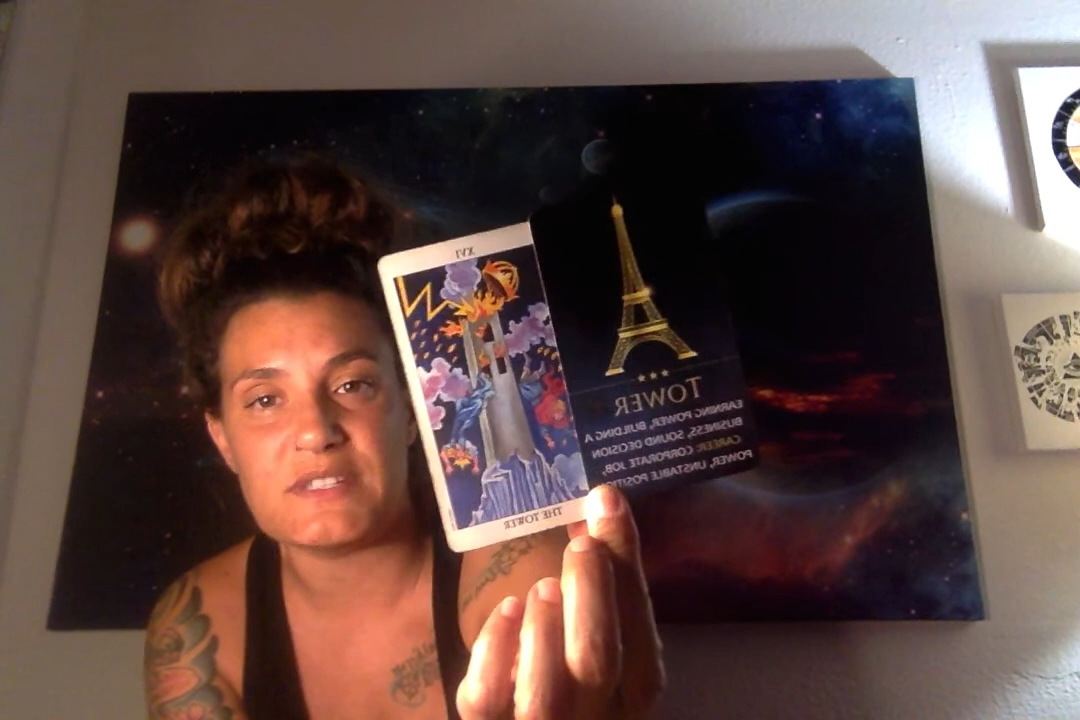 XVI
THE TOWER
TOWER
EARNING POWER, BUILDING A
BUSINESS, SOUND DECISION
CAREER: CORPORATE JOB,
POWER, UNSTABLE